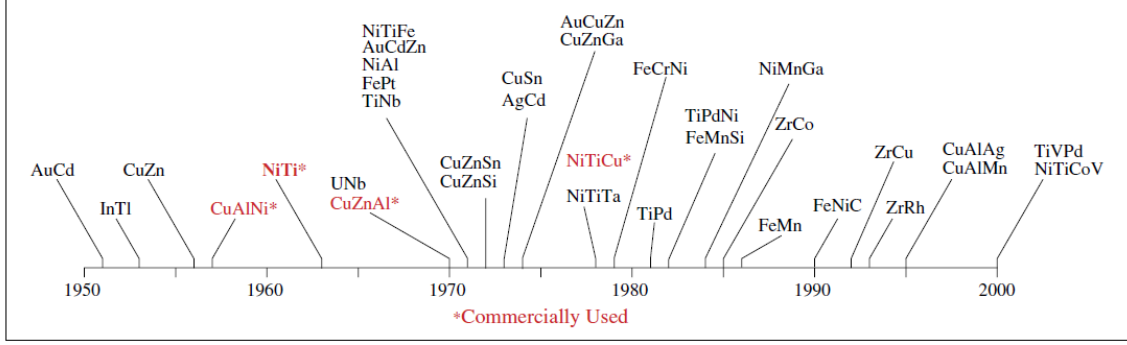 AuCd
InTl
CuZn
CuAlNi*
NiTi*
UNb
CuZnAl*
NiTiFe
AuCdZn
NiAl
FePt
TiNb
CuZnSn
CuZnSi
CuSn
AgCd
AuCuZn
CuZnGa
NiTiCu*
NiTiTa
FeCrNi
TiPd
TiPdNi
FeMnSi
NiMnGa
ZrCo
FeMn
FeNiC
ZrCu
ZrRh
CuAlAg
CuAlMn
TiVPd
NiTiCoV
1950 1960 1970 1980 1990 2000
*Commercially Used